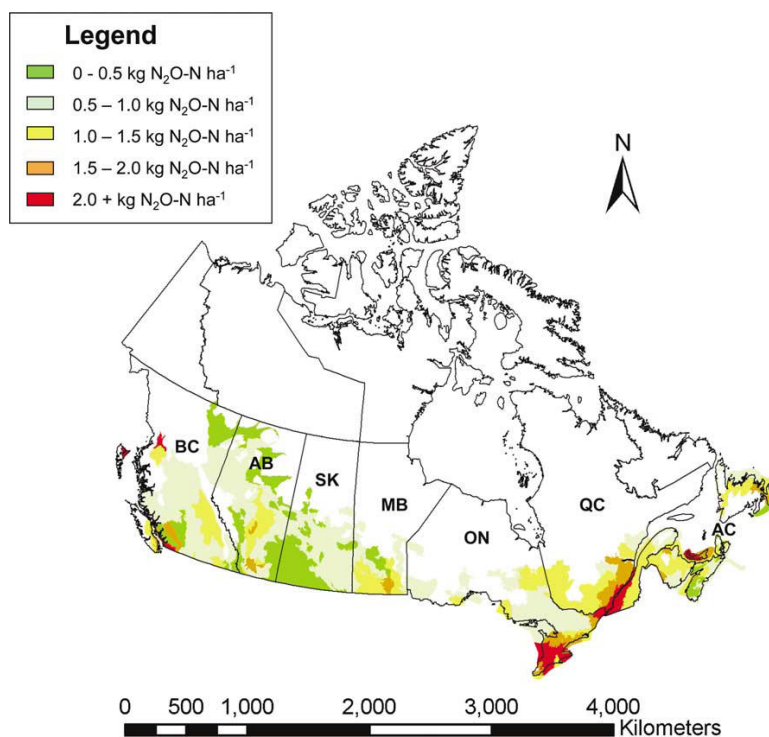 Legend
0 - 0.5 kg N₂O-N ha⁻¹
0.5 – 1.0 kg N₂O-N ha⁻¹
1.0 – 1.5 kg N₂O-N ha⁻¹
1.5 – 2.0 kg N₂O-N ha⁻¹
2.0 + kg N₂O-N ha⁻¹
N
BC
AB
SK
MB
ON
QC
AC
0 500 1,000 2,000 3,000 4,000
Kilometers